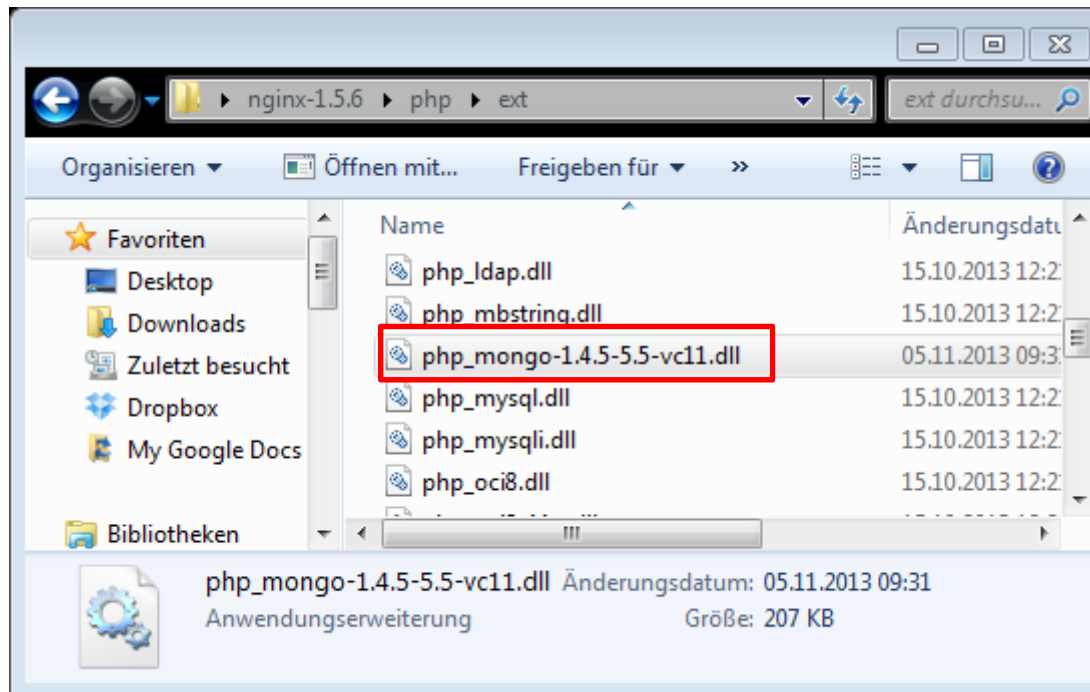 nginx-1.5.6 php ext ext durchsu...
Organisieren Öffnen mit... Freigeben für »
Favoriten
Desktop
Downloads
Zuletzt besucht
Dropbox
My Google Docs
Bibliotheken
Name Änderungsdatu
php_ldap.dll 15.10.2013 12:2
php_mbstring.dll 15.10.2013 12:2
php_mongo-1.4.5-5.5-vc11.dll 05.11.2013 09:3
php_mysql.dll 15.10.2013 12:2
php_mysqli.dll 15.10.2013 12:2
php_oci8.dll 15.10.2013 12:2
php_mongo-1.4.5-5.5-vc11.dll Änderungsdatum: 05.11.2013 09:31
Anwendungserweiterung Größe: 207 KB